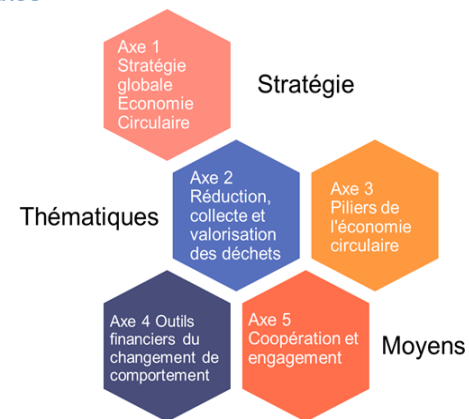 Axe 1
Stratégie
globale
Economie
Circulaire
Stratégie
Thématiques
Axe 2
Réduction,
collecte et
valorisation
des déchets
Axe 3
Piliers de
l'économie
circulaire
Axe 4 Outils
financiers du
changement de
comportement
Axe 5
Coopération et
engagement
Moyens